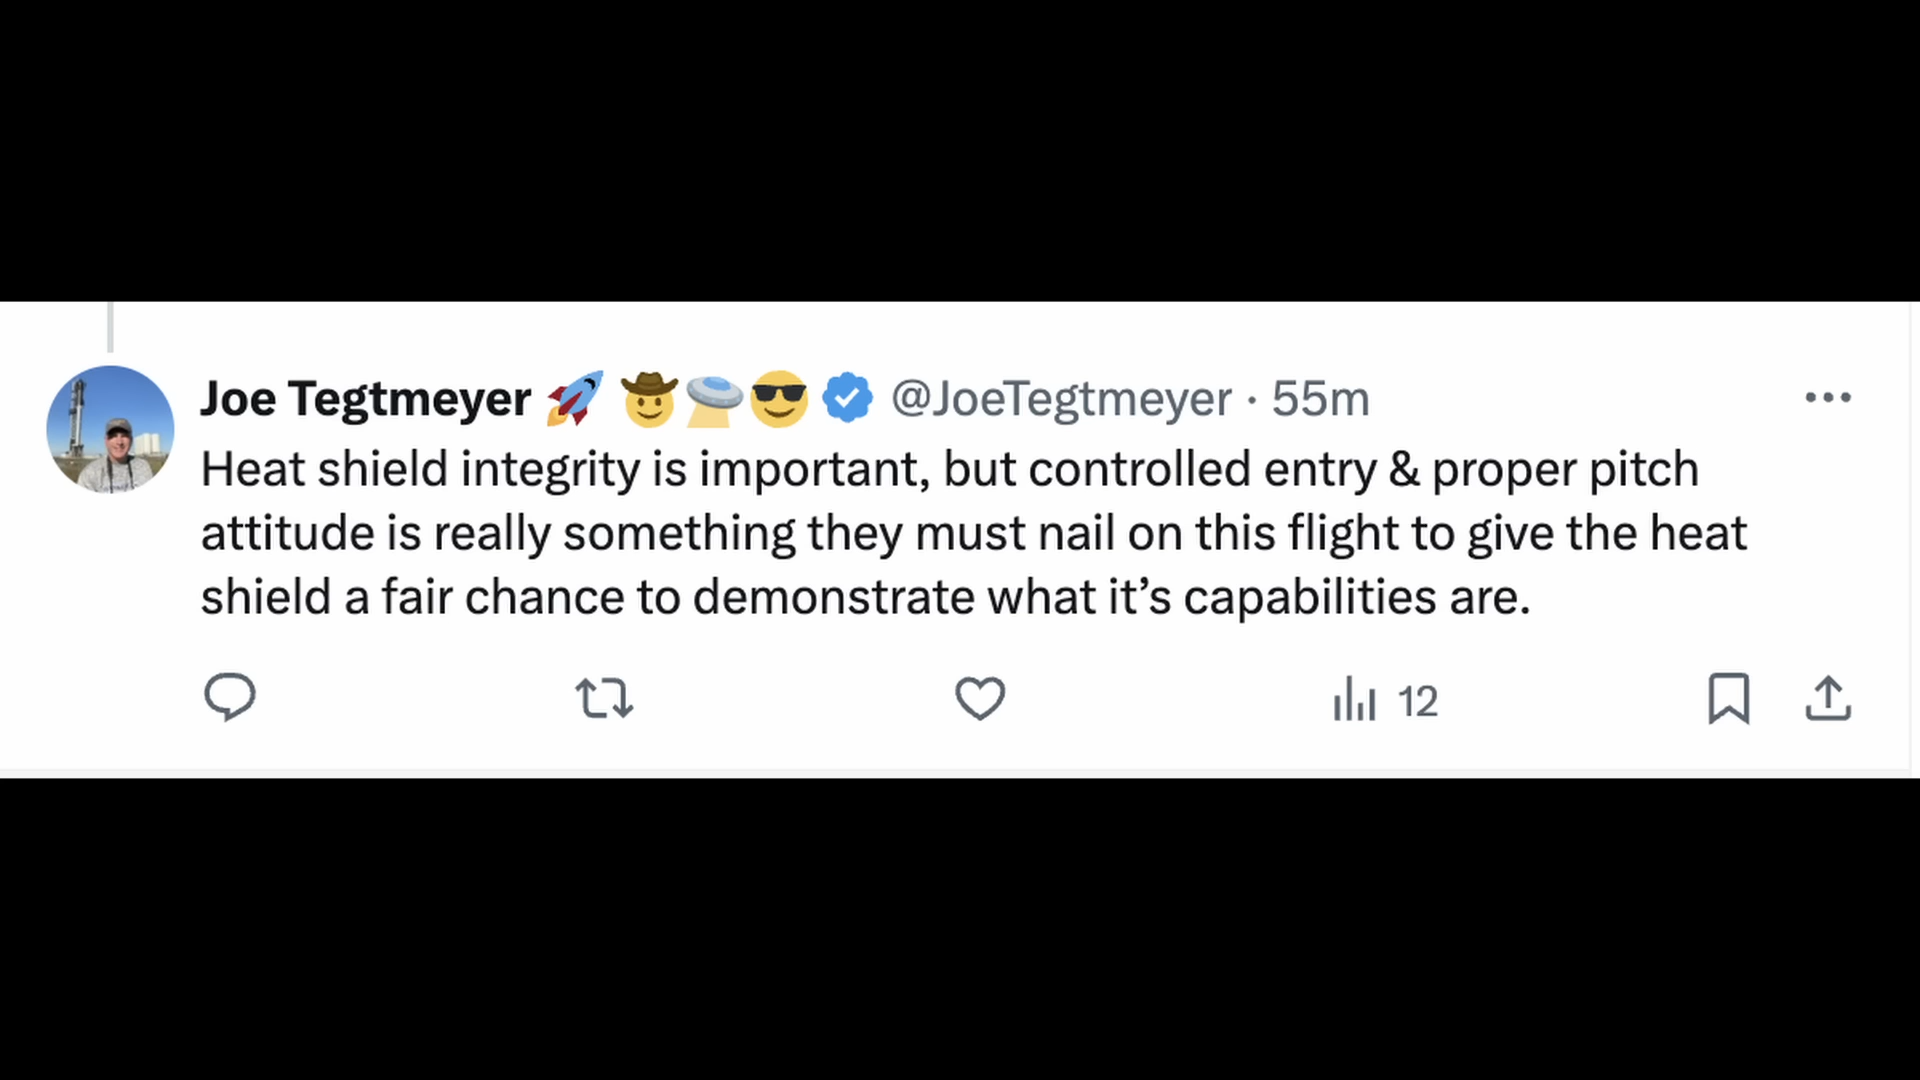 Joe Tegtmeyer 🚀 🤠🛸😎 @JoeTegtmeyer · 55m
Heat shield integrity is important, but controlled entry & proper pitch
attitude is really something they must nail on this flight to give the heat
shield a fair chance to demonstrate what it’s capabilities are.
12